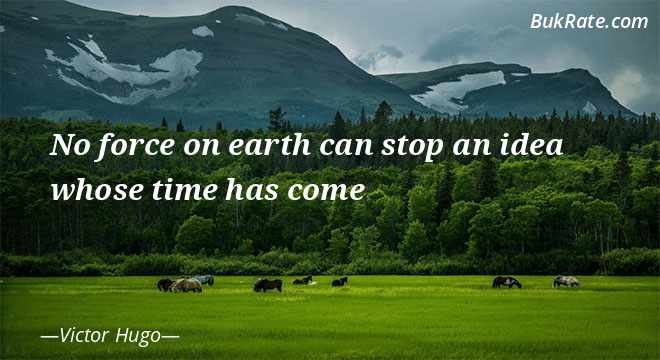 BukRate.com
No force on earth can stop an idea
whose time has come
—Victor Hugo—